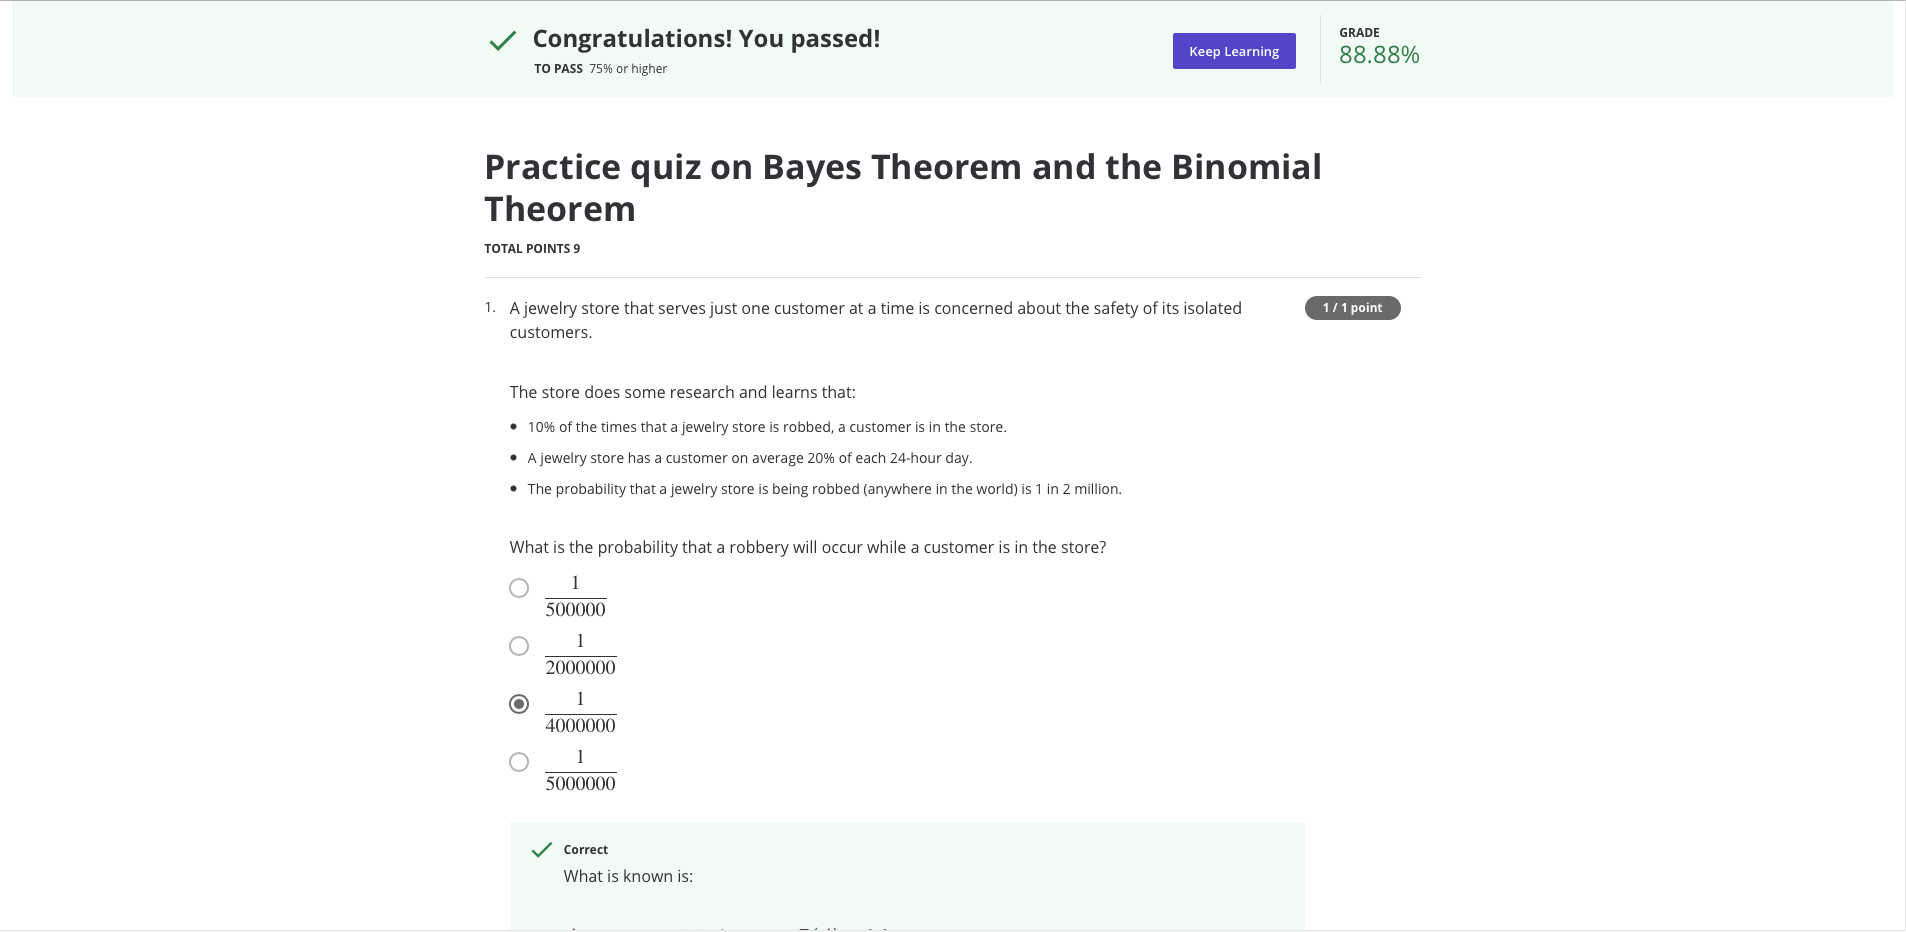 Congratulations! You passed!
TO PASS 75% or higher
Keep Learning
GRADE
88.88%
Practice quiz on Bayes Theorem and the Binomial
Theorem
TOTAL POINTS 9
1. A jewelry store that serves just one customer at a time is concerned about the safety of its isolated
customers.
1 / 1 point
The store does some research and learns that:
• 10% of the times that a jewelry store is robbed, a customer is in the store.
• A jewelry store has a customer on average 20% of each 24-hour day.
• The probability that a jewelry store is being robbed (anywhere in the world) is 1 in 2 million.
What is the probability that a robbery will occur while a customer is in the store?
1
500000
1
2000000
1
4000000
1
5000000
Correct
What is known is: